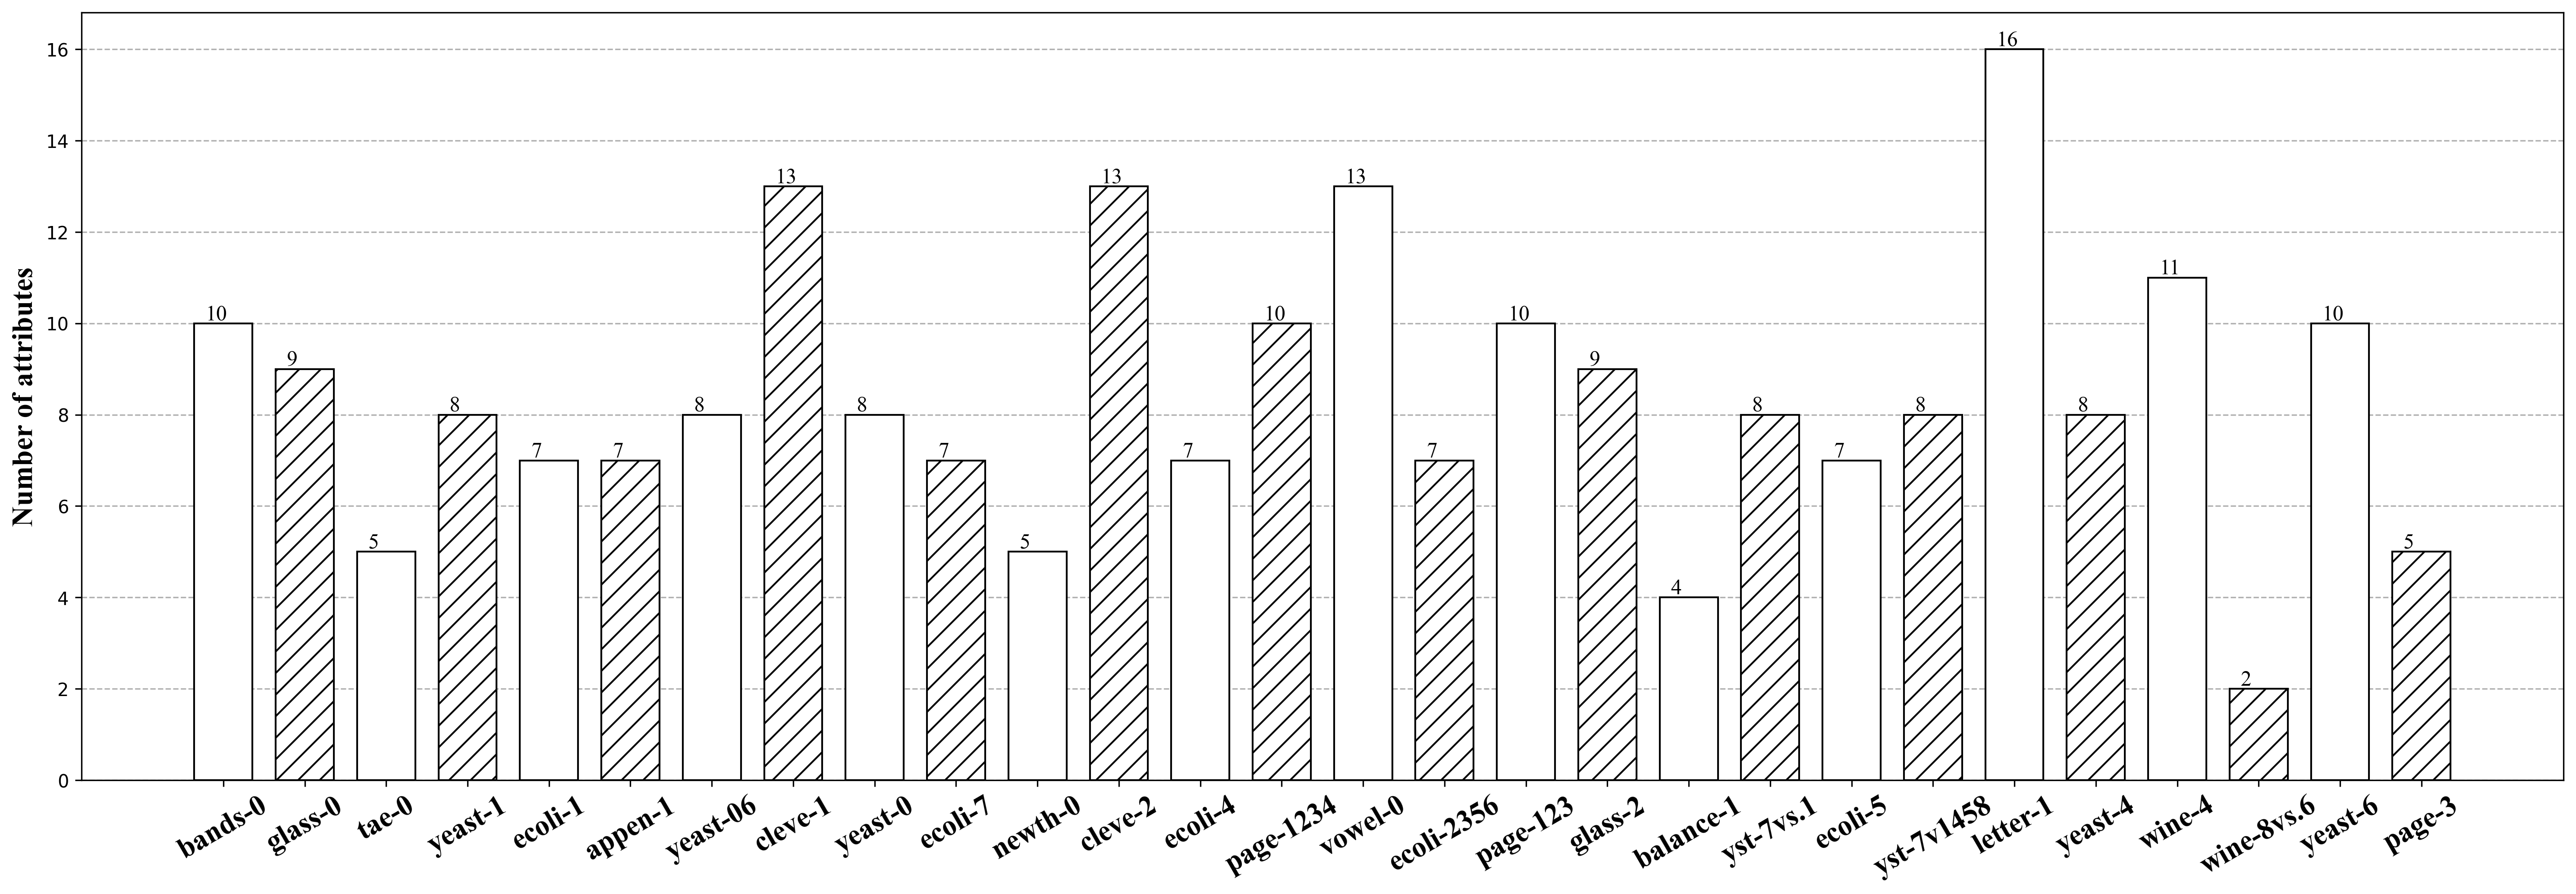 Number of attributes
16
14
12
10
8
6
4
2
0
10
9
5
8
7
7
8
13
8
7
5
13
7
10
13
7
10
9
4
8
7
8
16
8
11
2
10
5
bands-0
glass-0
tae-0
yeast-1
ecoli-1
appen-1
yeast-06
cleve-1
yeast-0
ecoli-7
newth-0
cleve-2
ecoli-4
page-1234
vowel-0
ecoli-2356
page-123
glass-2
balance-1
yst-7vs.1
ecoli-5
yst-7v1458
letter-1
yeast-4
wine-4
wine-8vs.6
yeast-6
page-3